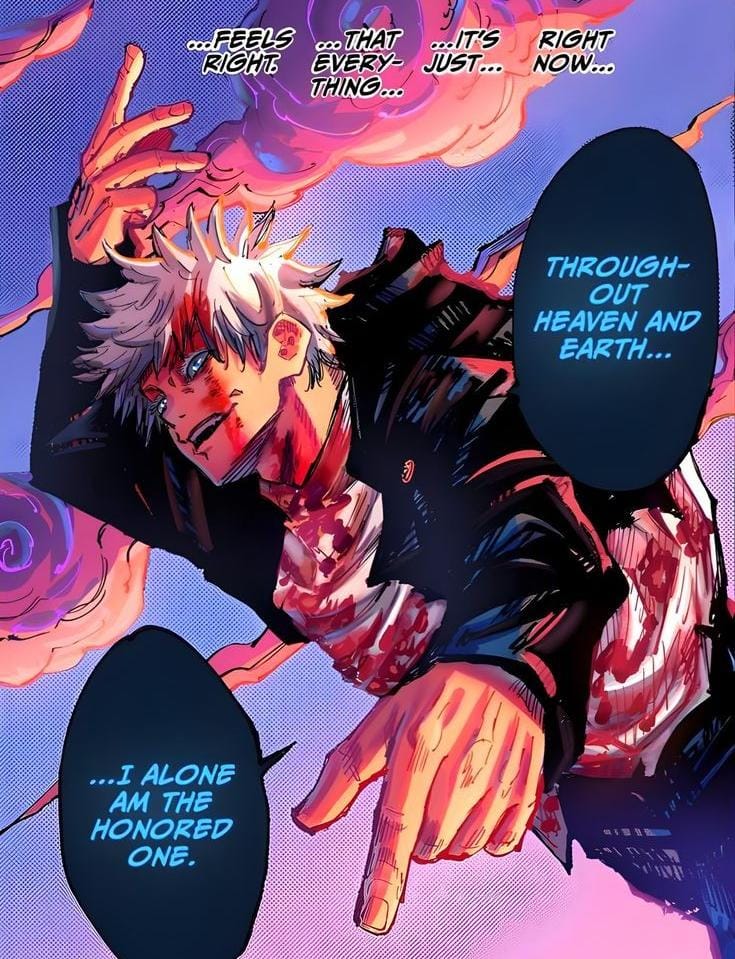 RIGHT
NOW...
...IT'S
JUST...
...THAT
EVERY-
THING...
...FEELS
RIGHT.
THROUGH-
OUT
HEAVEN AND
EARTH...
...I ALONE
AM THE
HONORED
ONE.